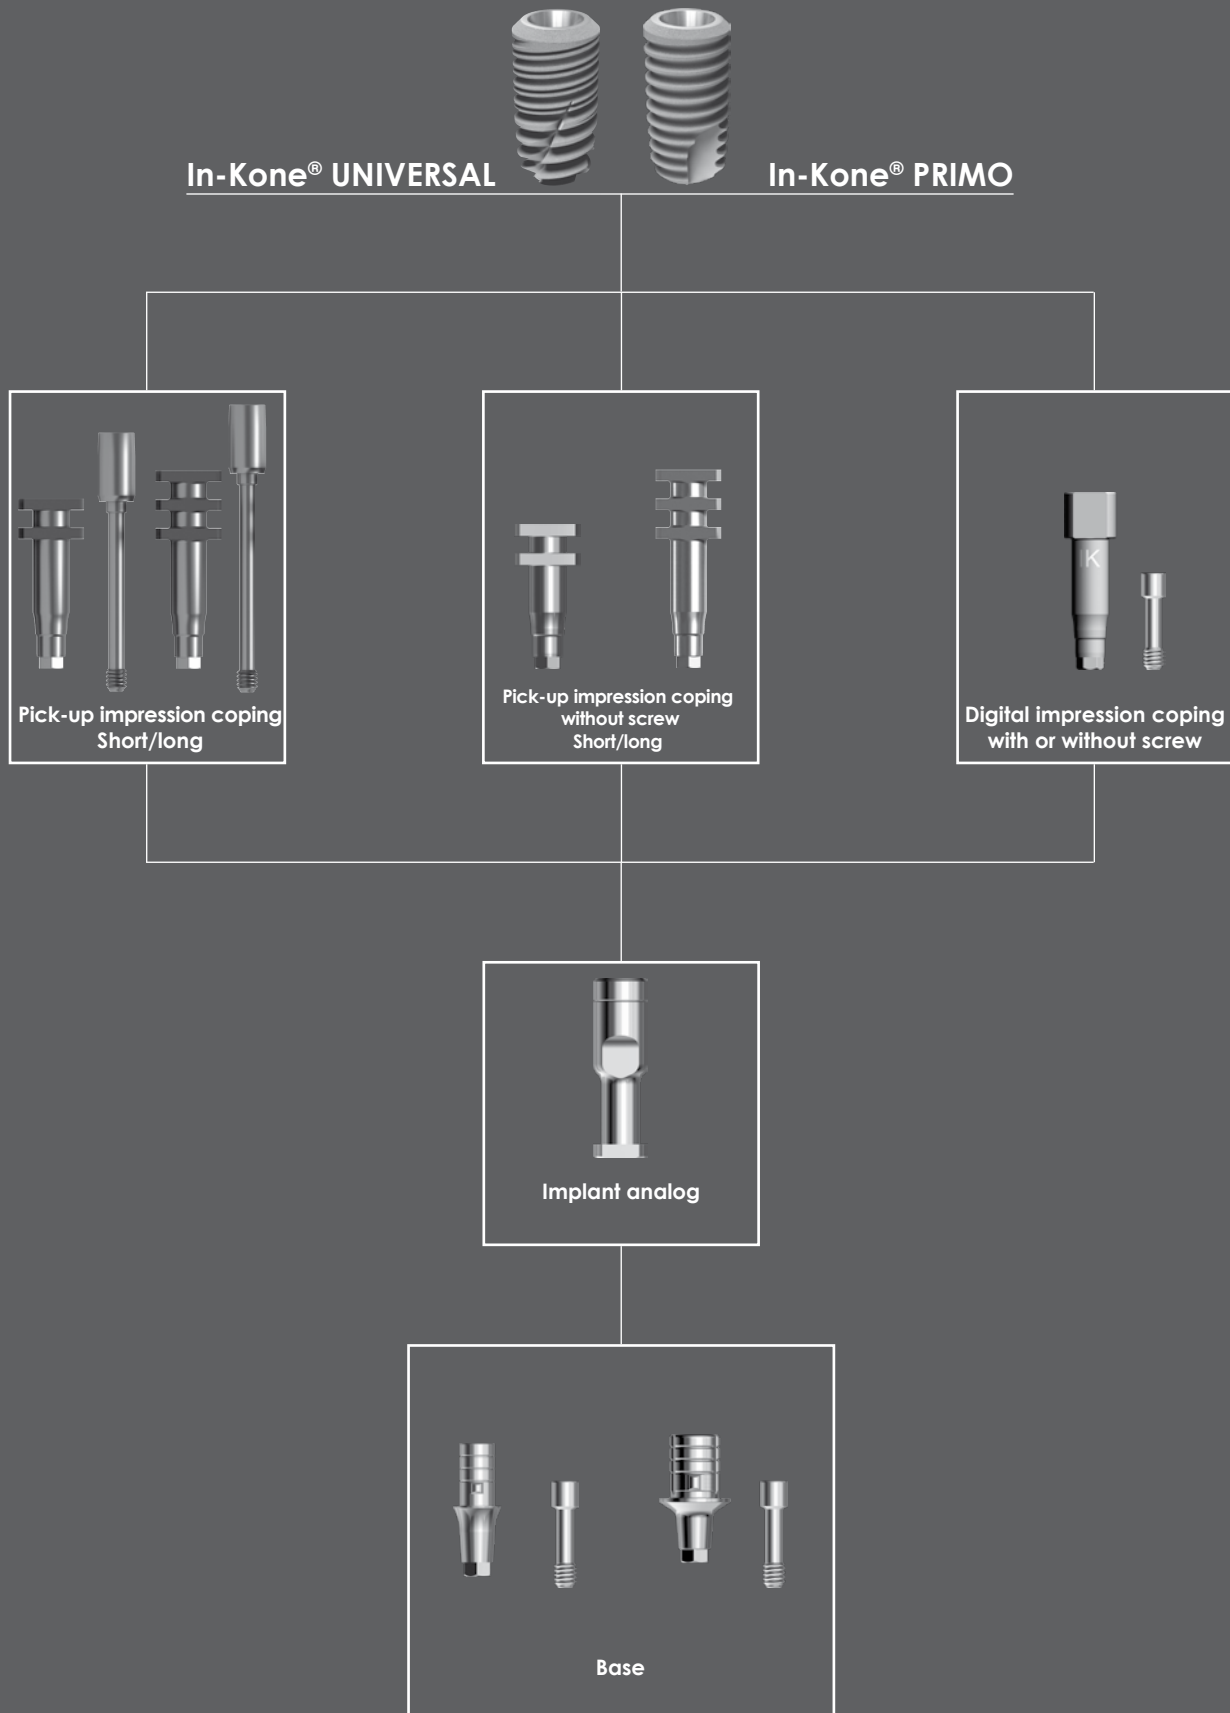 In-Kone® UNIVERSAL
In-Kone® PRIMO
Pick-up impression coping
Short/long
Pick-up impression coping
without screw
Short/long
IK
Digital impression coping
with or without screw
Implant analog
Base